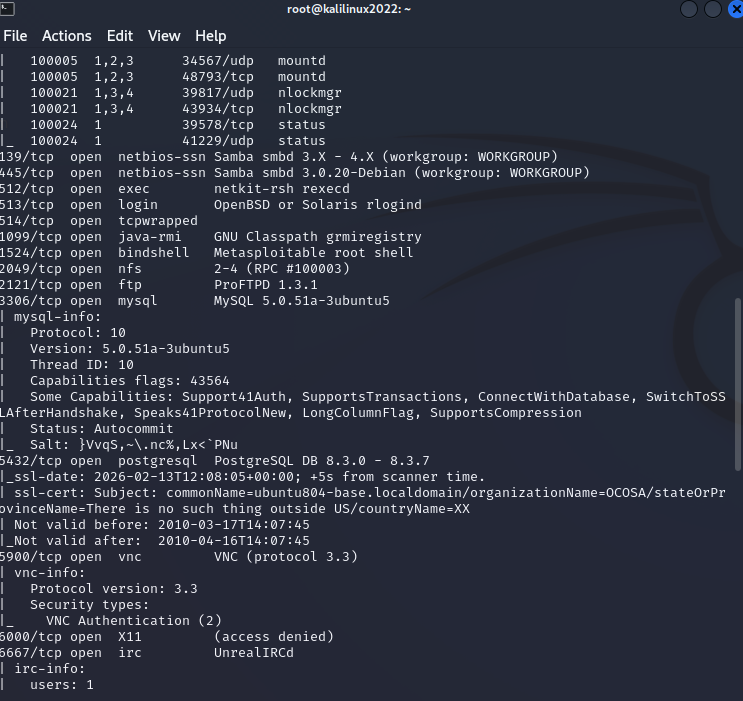 root@kalilinux2022: ~
File Actions Edit View Help
|   100005  1,2,3      34567/udp   mountd
|   100005  1,2,3      48793/tcp   mountd
|   100021  1,3,4      39817/udp   nlockmgr
|   100021  1,3,4      43934/tcp   nlockmgr
|   100024  1          39578/tcp   status
|_  100024  1          41229/udp   status
139/tcp  open  netbios-ssn Samba smbd 3.X - 4.X (workgroup: WORKGROUP)
445/tcp  open  netbios-ssn Samba smbd 3.0.20-Debian (workgroup: WORKGROUP)
512/tcp  open  exec        netkit-rsh rexecd
513/tcp  open  login       OpenBSD or Solaris rlogind
514/tcp  open  tcpwrapped
1099/tcp open  java-rmi    GNU Classpath grmiregistry
1524/tcp open  bindshell   Metasploitable root shell
2049/tcp open  nfs         2-4 (RPC #100003)
2121/tcp open  ftp         ProFTPD 1.3.1
3306/tcp open  mysql       MySQL 5.0.51a-3ubuntu5
| mysql-info:
|   Protocol: 10
|   Version: 5.0.51a-3ubuntu5
|   Thread ID: 10
|   Capabilities flags: 43564
|   Some Capabilities: Support41Auth, SupportsTransactions, ConnectWithDatabase, SwitchToSS
LAfterHandshake, Speaks41ProtocolNew, LongColumnFlag, SupportsCompression
|   Status: Autocommit
|_  Salt: }VvqS,~\.nc%,Lx<`PNu
5432/tcp open  postgresql  PostgreSQL DB 8.3.0 - 8.3.7
|_ssl-date: 2026-02-13T12:08:05+00:00; +5s from scanner time.
| ssl-cert: Subject: commonName=ubuntu804-base.localdomain/organizationName=OCOSA/stateOrPr
ovinceName=There is no such thing outside US/countryName=XX
| Not valid before: 2010-03-17T14:07:45
|_Not valid after:  2010-04-16T14:07:45
5900/tcp open  vnc         VNC (protocol 3.3)
| vnc-info:
|   Protocol version: 3.3
|   Security types:
|_    VNC Authentication (2)
6000/tcp open  X11         (access denied)
6667/tcp open  irc         UnrealIRCd
| irc-info:
|   users: 1